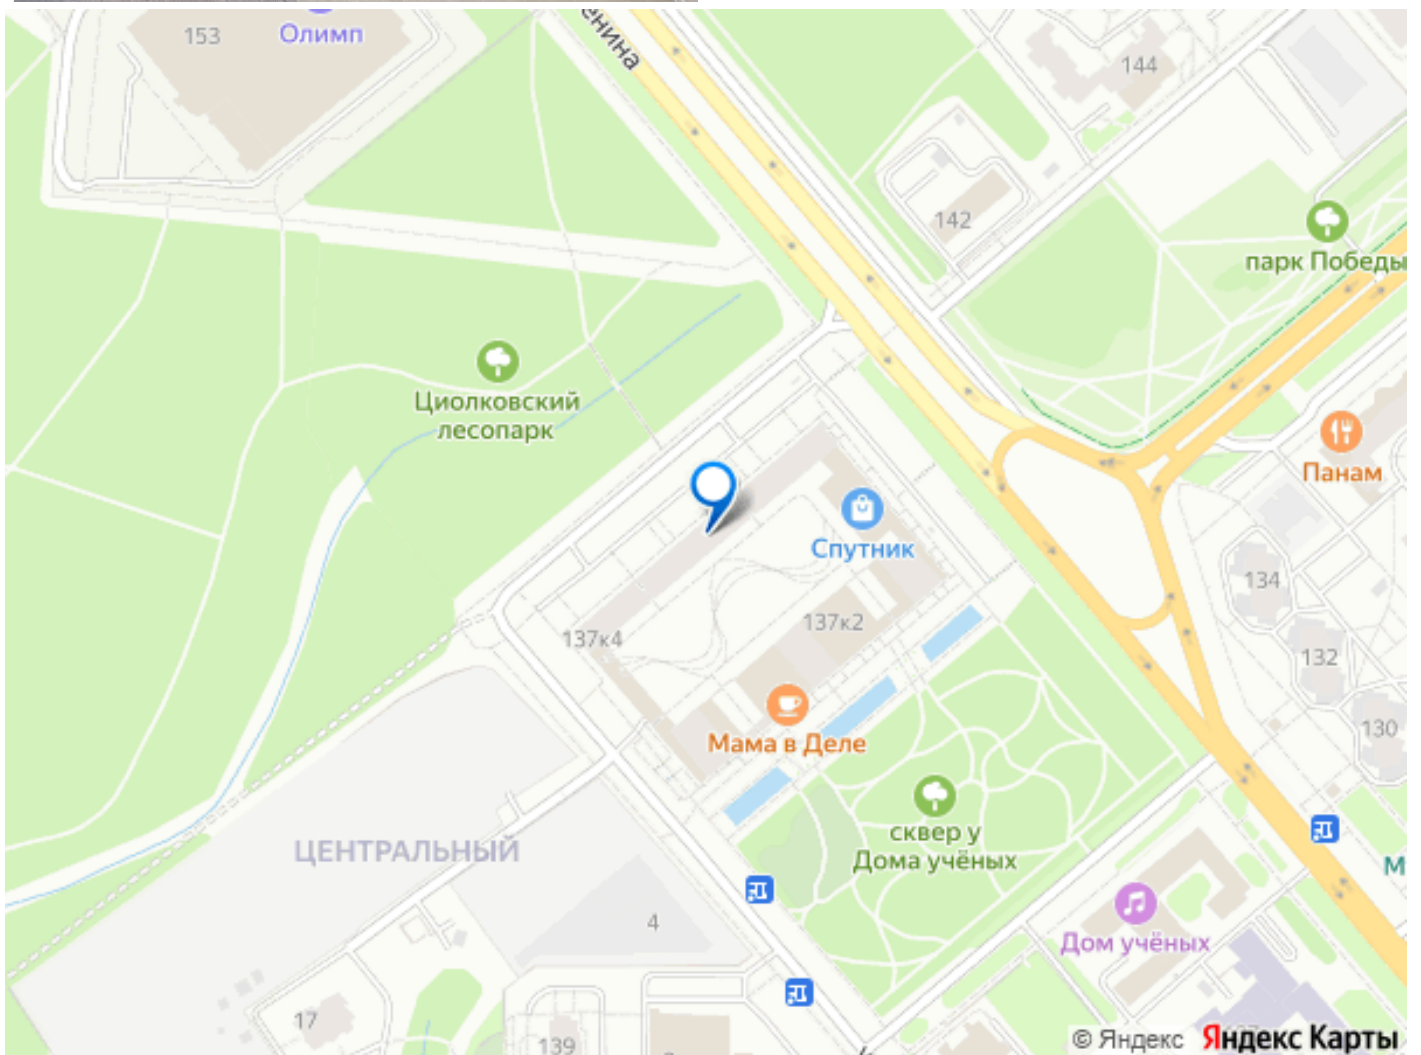 153
Олимп
енина
144
142
парк Победы
Циолковский
лесопарк
Панам
Спутник
134
137к4
137к2
132
130
Мама в Деле
сквер у
Дома учёных
ЦЕНТРАЛЬНЫЙ
М
4
Дом учёных
17
139
© Яндекс Яндекс Карты